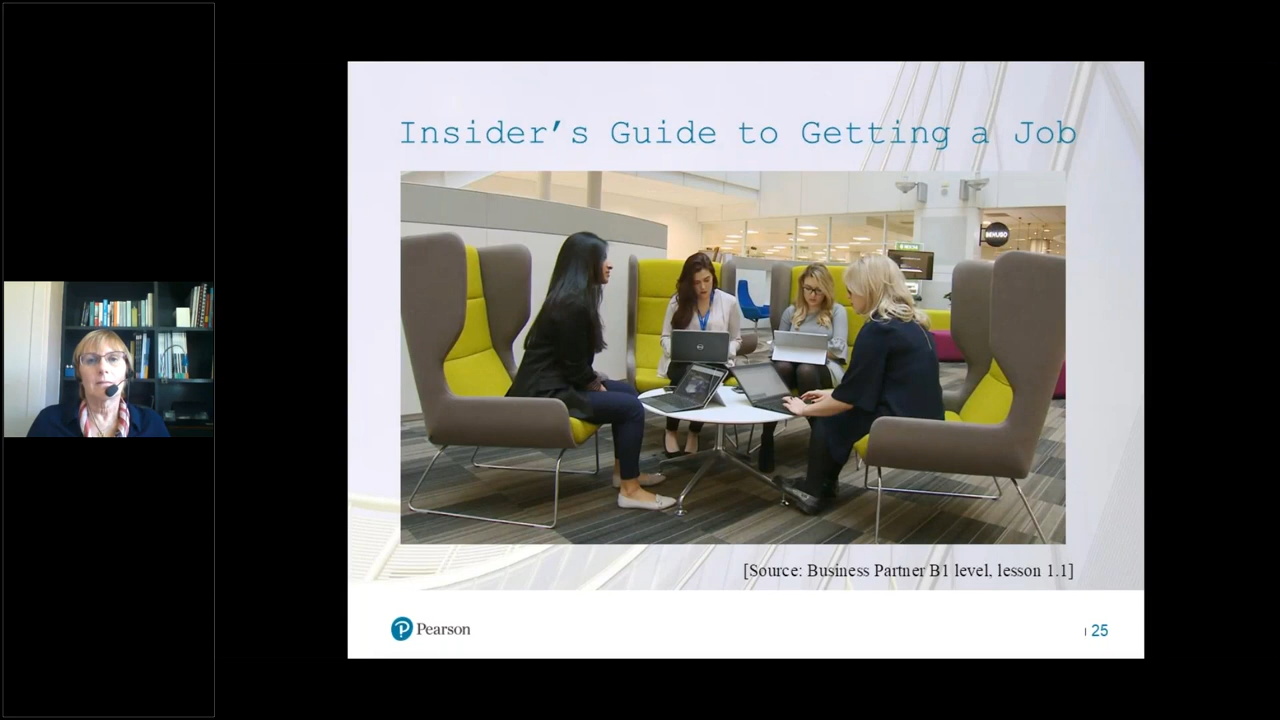 Insider's Guide to Getting a Job
BENUGO
[Source: Business Partner B1 level, lesson 1.1]
Pearson
25